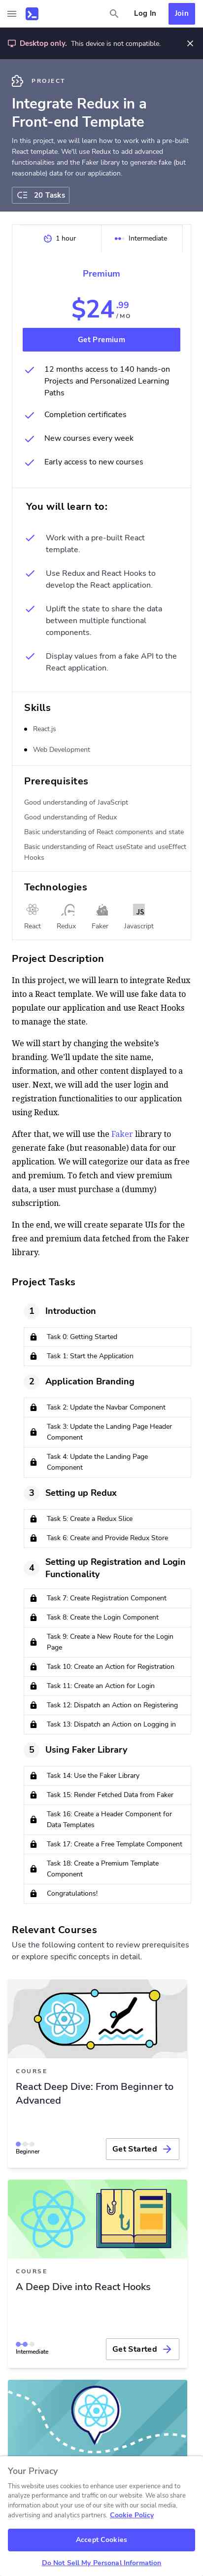 Log In
Join
Desktop only. This device is not compatible.
PROJECT
Integrate Redux in a
Front-end Template
In this project, we will learn how to work with a pre-built
React template. We'll use Redux to add advanced
functionalities and the Faker library to generate fake (but
reasonable) data for our application.
20 Tasks
1 hour
Intermediate
Premium
$24.99
/ MO
Get Premium
12 months access to 140 hands-on
Projects and Personalized Learning
Paths
Completion certificates
New courses every week
Early access to new courses
You will learn to:
Work with a pre-built React
template.
Use Redux and React Hooks to
develop the React application.
Uplift the state to share the data
between multiple functional
components.
Display values from a fake API to the
React application.
Skills
React.js
Web Development
Prerequisites
Good understanding of JavaScript
Good understanding of Redux
Basic understanding of React components and state
Basic understanding of React useState and useEffect
Hooks
Technologies
JS
React
Redux
Faker
Javascript
Project Description
In this project, we will learn to integrate Redux
into a React template. We will use fake data to
populate our application and use React Hooks
to manage the state.
We will start by changing the website's
branding. We'll update the site name,
information, and other content displayed to a
user. Next, we will add the user login and
registration functionalities to our application
using Redux.
After that, we will use the Faker library to
generate fake (but reasonable) data for our
application. We will categorize our data as free
and premium. To fetch and view premium
data, a user must purchase a (dummy)
subscription.
In the end, we will create separate UIs for the
free and premium data fetched from the Faker
library.
Project Tasks
1 Introduction
Task 0: Getting Started
Task 1: Start the Application
2 Application Branding
Task 2: Update the Navbar Component
Task 3: Update the Landing Page Header
Component
Task 4: Update the Landing Page
Component
3 Setting up Redux
Task 5: Create a Redux Slice
Task 6: Create and Provide Redux Store
4 Setting up Registration and Login
Functionality
Task 7: Create Registration Component
Task 8: Create the Login Component
Task 9: Create a New Route for the Login
Page
Task 10: Create an Action for Registration
Task 11: Create an Action for Login
Task 12: Dispatch an Action on Registering
Task 13: Dispatch an Action on Logging in
5 Using Faker Library
Task 14: Use the Faker Library
Task 15: Render Fetched Data from Faker
Task 16: Create a Header Component for
Data Templates
Task 17: Create a Free Template Component
Task 18: Create a Premium Template
Component
Congratulations!
Relevant Courses
Use the following content to review prerequisites
or explore specific concepts in detail.
COURSE
React Deep Dive: From Beginner to
Advanced
Beginner
Get Started
COURSE
A Deep Dive into React Hooks
Intermediate
Get Started
Your Privacy
This website uses cookies to enhance user experience and to
analyze performance and traffic on our website. We also share
information about your use of our site with our social media,
advertising and analytics partners. Cookie Policy
Accept Cookies
Do Not Sell My Personal Information